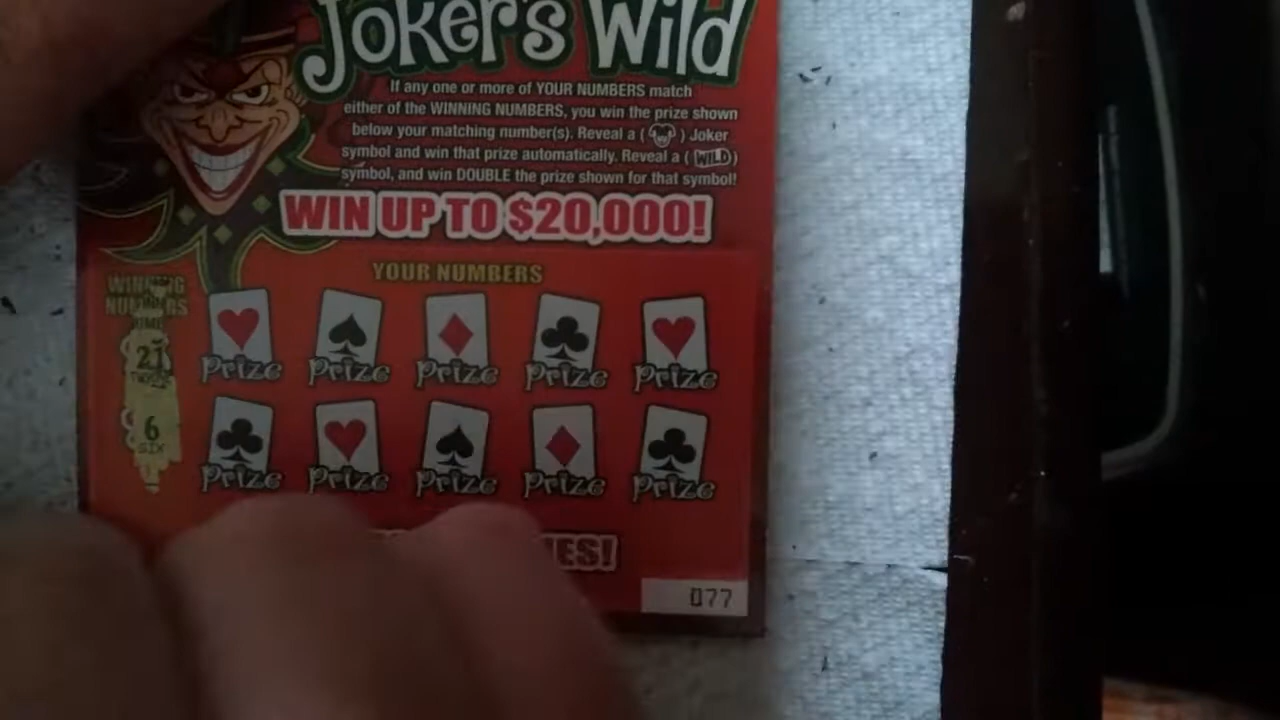 Joker's Wild
If any one or more of YOUR NUMBERS match
either of the WINNING NUMBERS, you win the prize shown
below your matching number(s). Reveal a ( ) Joker
symbol and win that prize automatically. Reveal a (WILD)
symbol, and win DOUBLE the prize shown for that symbol!
WIN UP TO $20,000!
WINNING
NUMBERS
YOUR NUMBERS
21
6
SIX
Prize Prize Prize Prize Prize
Prize Prize Prize Prize Prize
077